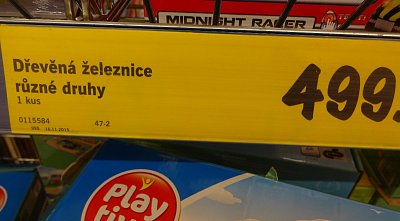 MIDNIGHT RACER
Dřevěná železnice
různé druhy
1 kus
499
0115584
47-2
Play